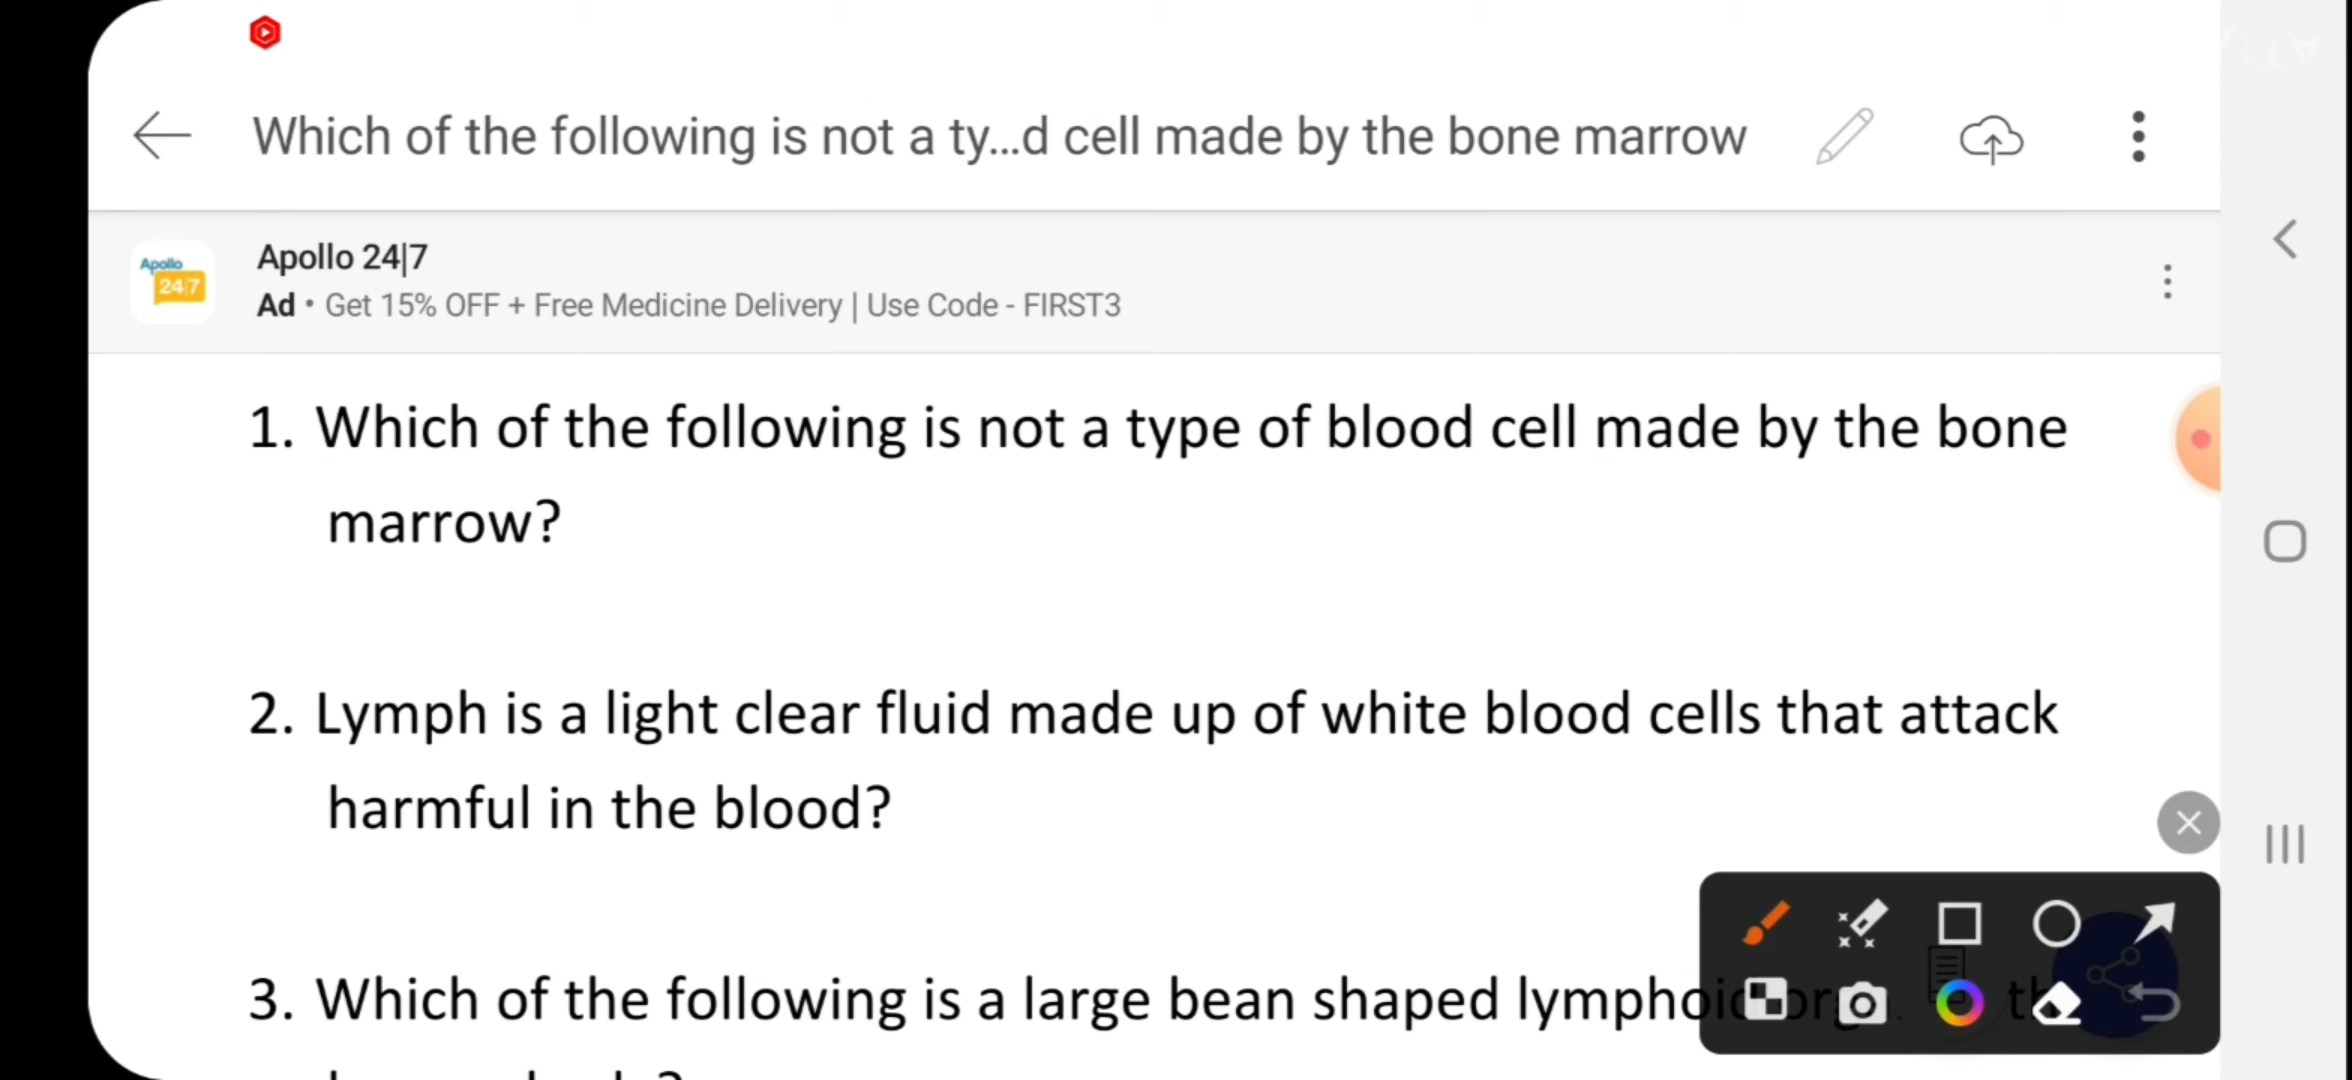 Which of the following is not a ty...d cell made by the bone marrow
Apollo 24|7
Apollo
24|7
Ad • Get 15% OFF + Free Medicine Delivery | Use Code - FIRST3
1. Which of the following is not a type of blood cell made by the bone
marrow?
2. Lymph is a light clear fluid made up of white blood cells that attack
harmful in the blood?
3. Which of the following is a large bean shaped lymphoid